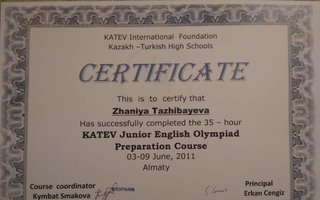 KATEV International Foundation
Kazakh –Turkish High Schools
CERTIFICATE
This is to certify that
Zhaniya Tazhibayeva
Has successfully completed the 35 – hour
KATEV Junior English Olympiad
Preparation Course
03-09 June, 2011
Almaty
Course coordinator
Kymbat Smakova
Principal
Erkan Cengiz